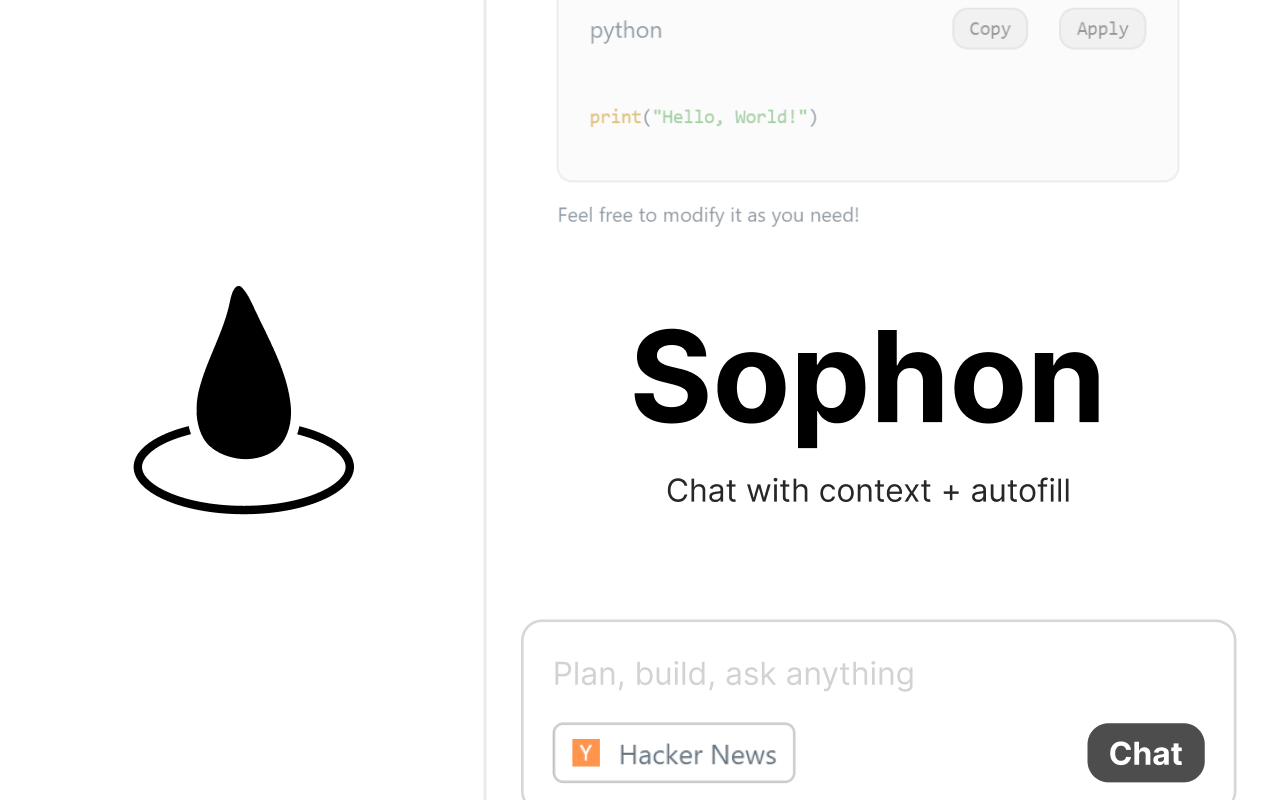 python
Copy
Apply
print("Hello, World!")
Feel free to modify it as you need!
Sophon
Chat with context + autofill
Plan, build, ask anything
Y Hacker News
Chat